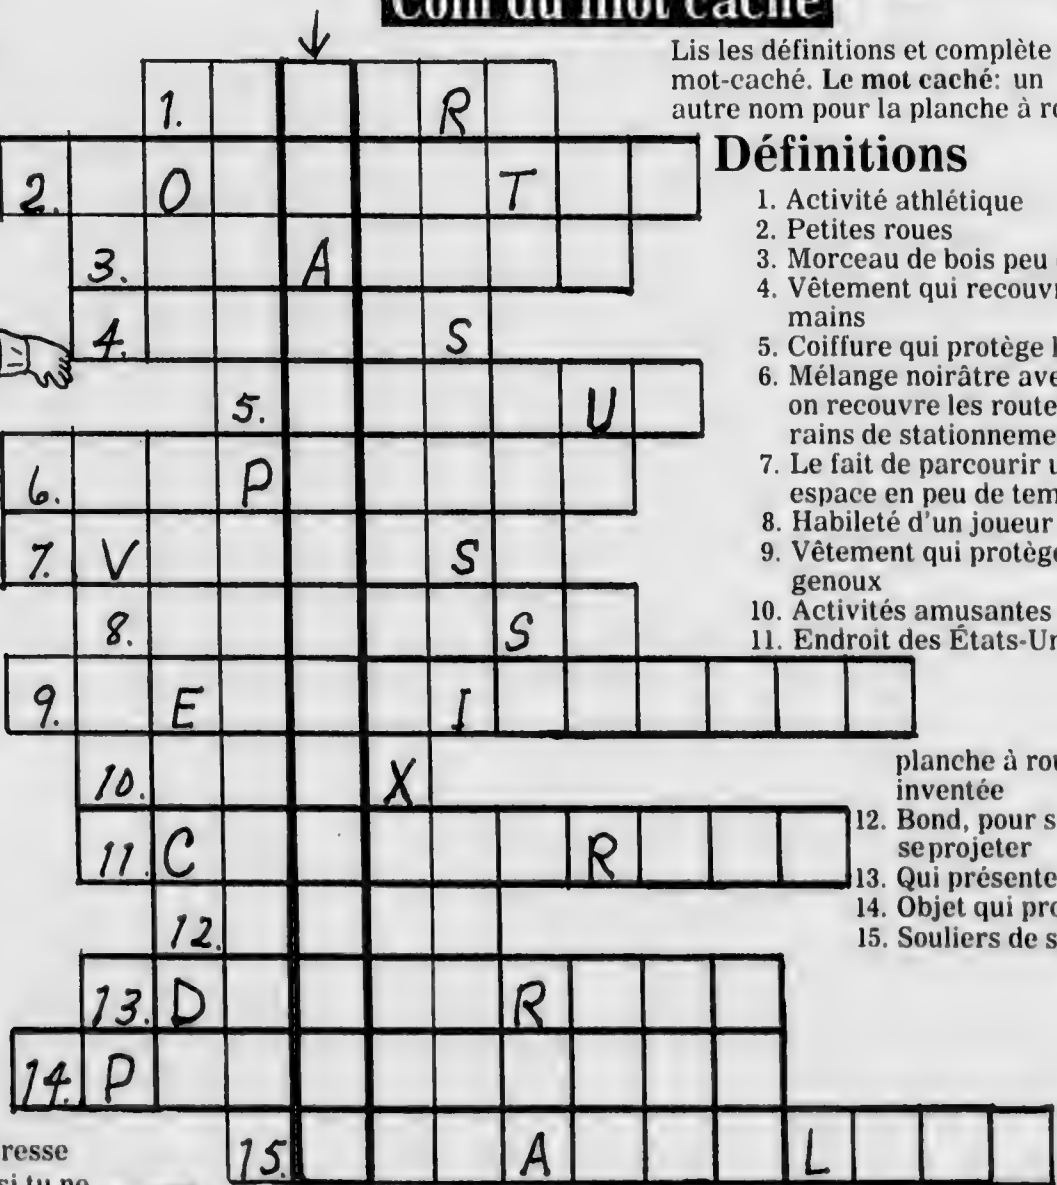 Coin du mot caché
Lis les définitions et complète
mot-caché. Le mot caché: un
autre nom pour la planche à ro
Définitions
1. Activité athlétique
2. Petites roues
3. Morceau de bois peu
4. Vêtement qui recouvr
mains
5. Coiffure qui protège l
6. Mélange noirâtre ave
on recouvre les route
rains de stationneme
7. Le fait de parcourir u
espace en peu de tem
8. Habileté d'un joueur
9. Vêtement qui protège
genoux
10. Activités amusantes
11. Endroit des États-Un
planche à rou
inventée
12. Bond, pour s
se projeter
13. Qui présente
14. Objet qui pro
15. Souliers de s
1. R
2. O T
3. A
4. S
5. U
6. P
7. V S
8. S
9. E I
10. X
11 C R
12.
13. D R
14. P
15. A L
resse
si tu ne